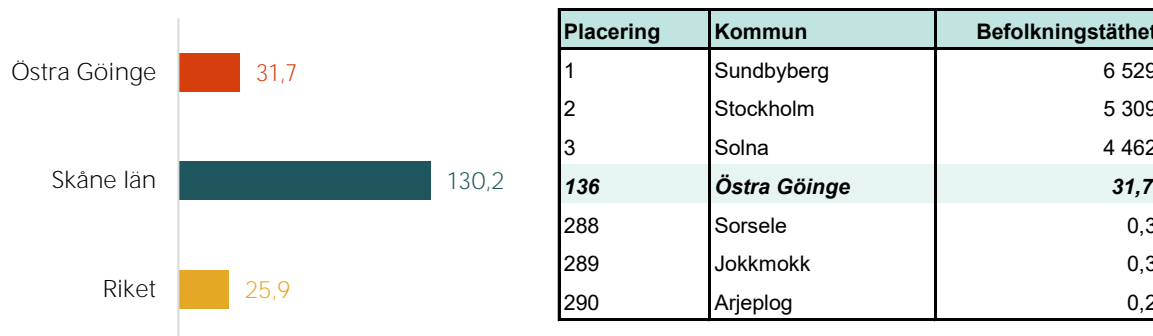 Östra Göinge 31,7
Skåne län 130,2
Riket 25,9
Placering Kommun Befolkningstäthet
1 Sundbyberg 6 529
2 Stockholm 5 309
3 Solna 4 462
136 Östra Göinge 31,7
288 Sorsele 0,3
289 Jokkmokk 0,3
290 Arjeplog 0,2